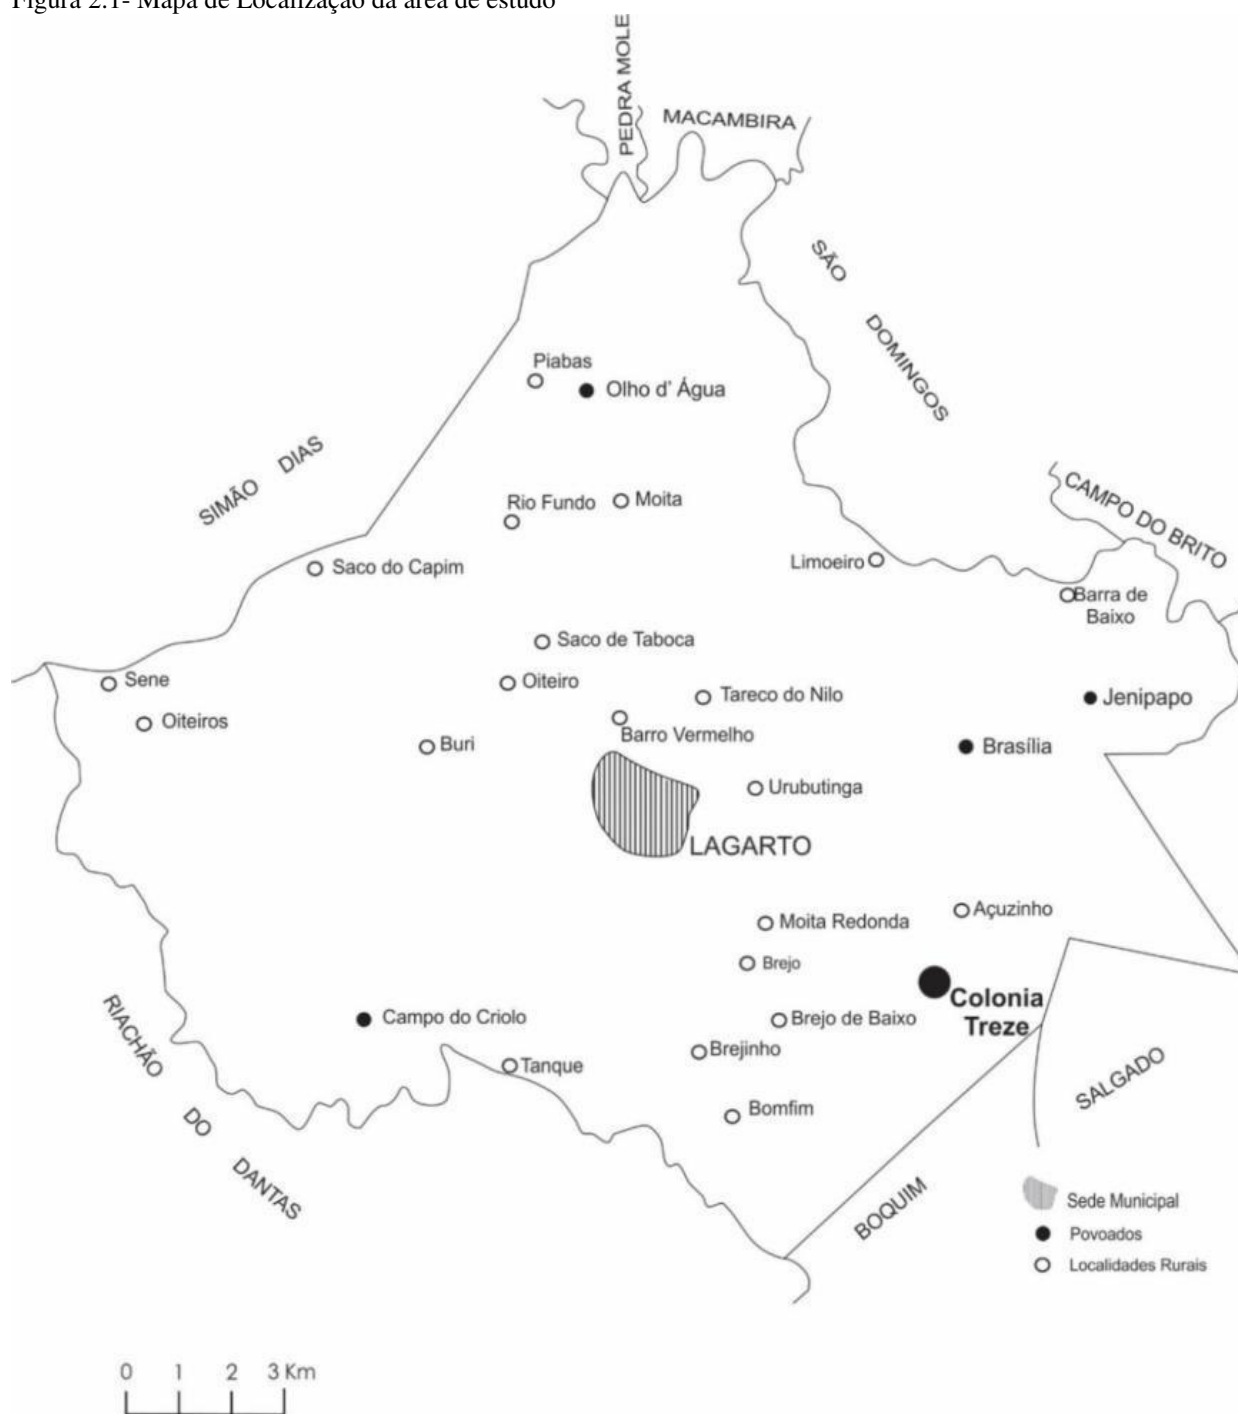 Figura 2.1- Mapa de Localização da área de estudo
PEDRA MOLE
MACAMBIRA
SÃO DOMINGOS
Piabas
Olho d' Água
SIMÃO DIAS
CAMPO DO BRITO
Rio Fundo
Moita
Limoeiro
Saco do Capim
Barra de
Baixo
Saco de Taboca
Sene
Oiteiro
Tareco do Nilo
Jenipapo
Oiteiros
Barro Vermelho
Buri
Brasília
Urubutinga
LAGARTO
Açuzinho
Moita Redonda
Brejo
Colonia
Treze
Campo do Criolo
Brejo de Baixo
Brejinho
Tanque
RIACHÃO DO DANTAS
SALGADO
Bomfim
BOQUIM
Sede Municipal
Povoados
Localidades Rurais
0 1 2 3 Km